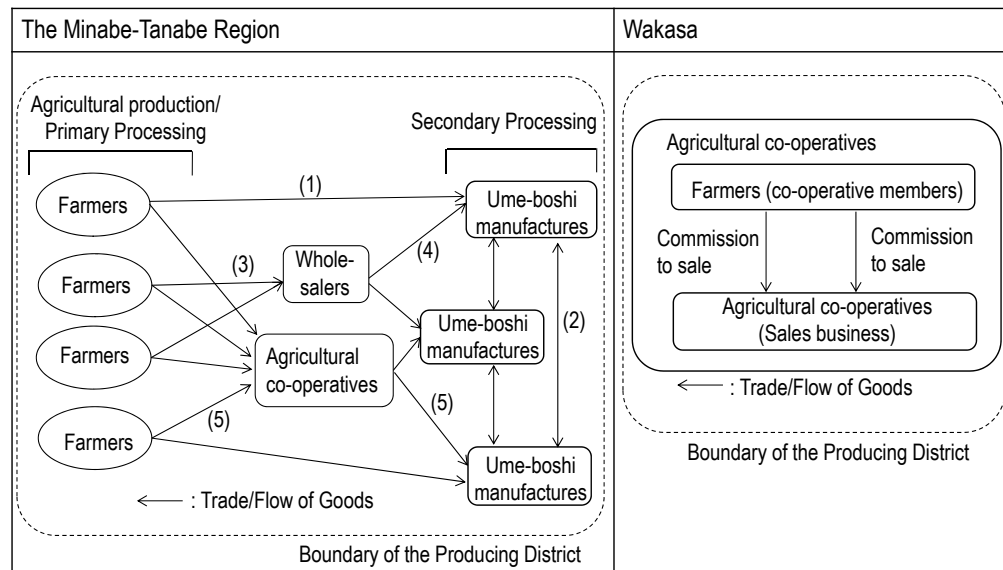 The Minabe-Tanabe Region
Agricultural production/
Primary Processing
Secondary Processing
Farmers
(1)
Ume-boshi
manufactures
Farmers
(3)
Whole-
salers
(4)
Farmers
Agricultural
co-operatives
Ume-boshi
manufactures
(2)
Farmers
(5)
(5)
Ume-boshi
manufactures
: Trade/Flow of Goods
Boundary of the Producing District
Wakasa
Agricultural co-operatives
Farmers (co-operative members)
Commission
to sale
Commission
to sale
Agricultural co-operatives
(Sales business)
: Trade/Flow of Goods
Boundary of the Producing District